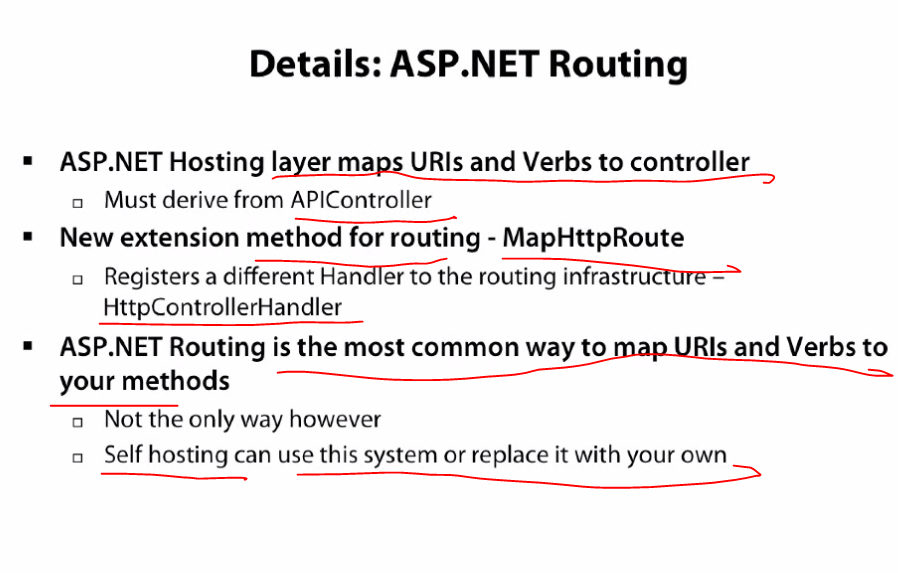 Details: ASP.NET Routing
▪ ASP.NET Hosting layer maps URIs and Verbs to controller
▫ Must derive from APIController
▪ New extension method for routing - MapHttpRoute
▫ Registers a different Handler to the routing infrastructure –
HttpControllerHandler
▪ ASP.NET Routing is the most common way to map URIs and Verbs to
your methods
▫ Not the only way however
▫ Self hosting can use this system or replace it with your own